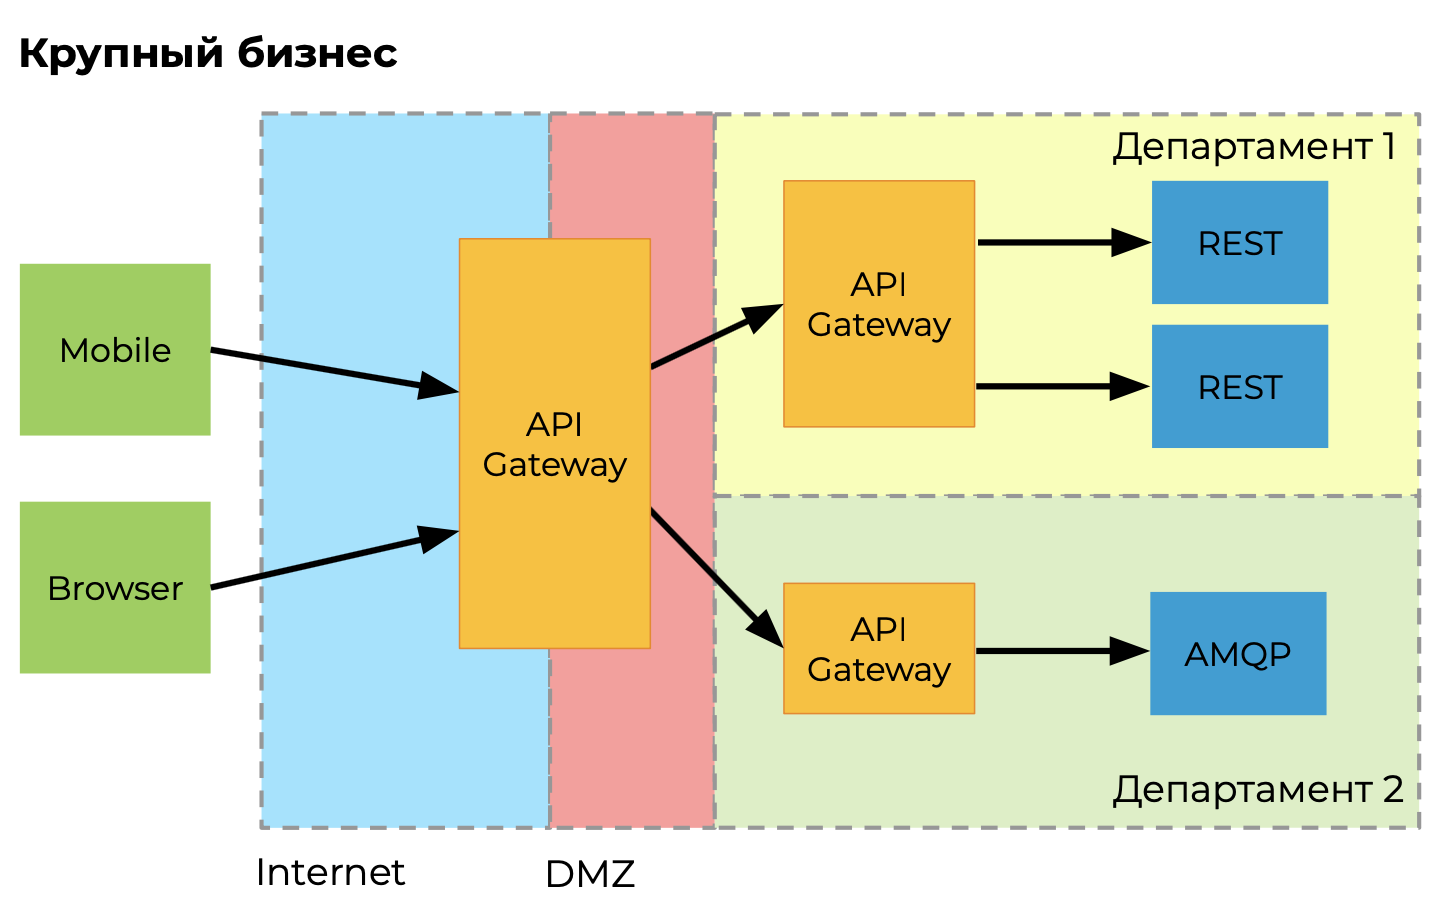 Крупный бизнес
Департамент 1
Mobile
Browser
API
Gateway
API
Gateway
REST
REST
API
Gateway
AMQP
Департамент 2
Internet
DMZ